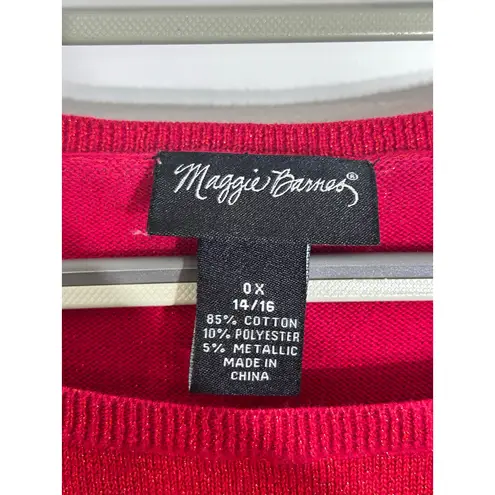 Maggie Barnes®
0X
14/16
85% COTTON
10% POLYESTER
5% METALLIC
MADE IN
CHINA